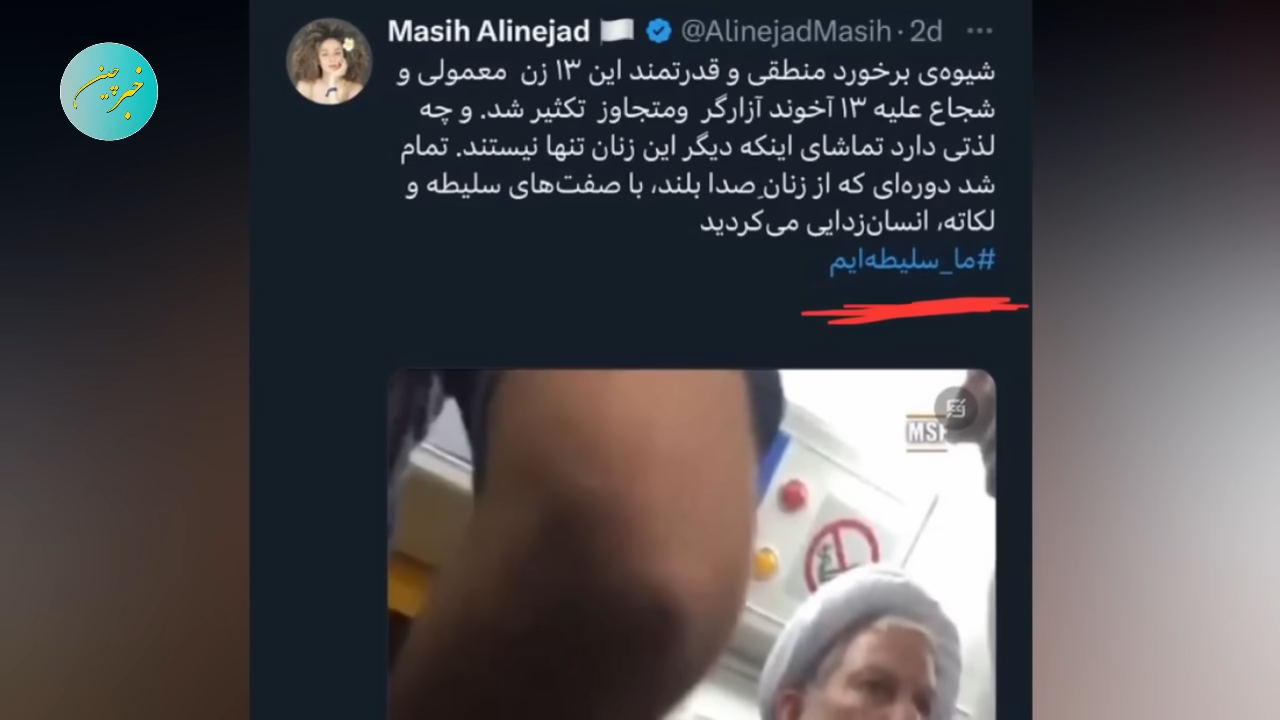 خبرچین
Masih Alinejad @AlinejadMasih · 2d
شیوه‌ی برخورد منطقی و قدرتمند این ۱۳ زن معمولی و
شجاع علیه ۱۳ آخوند آزارگر ومتجاوز تکثیر شد. و چه
لذتی دارد تماشای اینکه دیگر این زنان تنها نیستند. تمام
شد دوره‌ای که از زنانِ صدا بلند، با صفت‌های سلیطه و
لکاته، انسان‌زدایی می‌کردید
#ما_سلیطه‌ایم